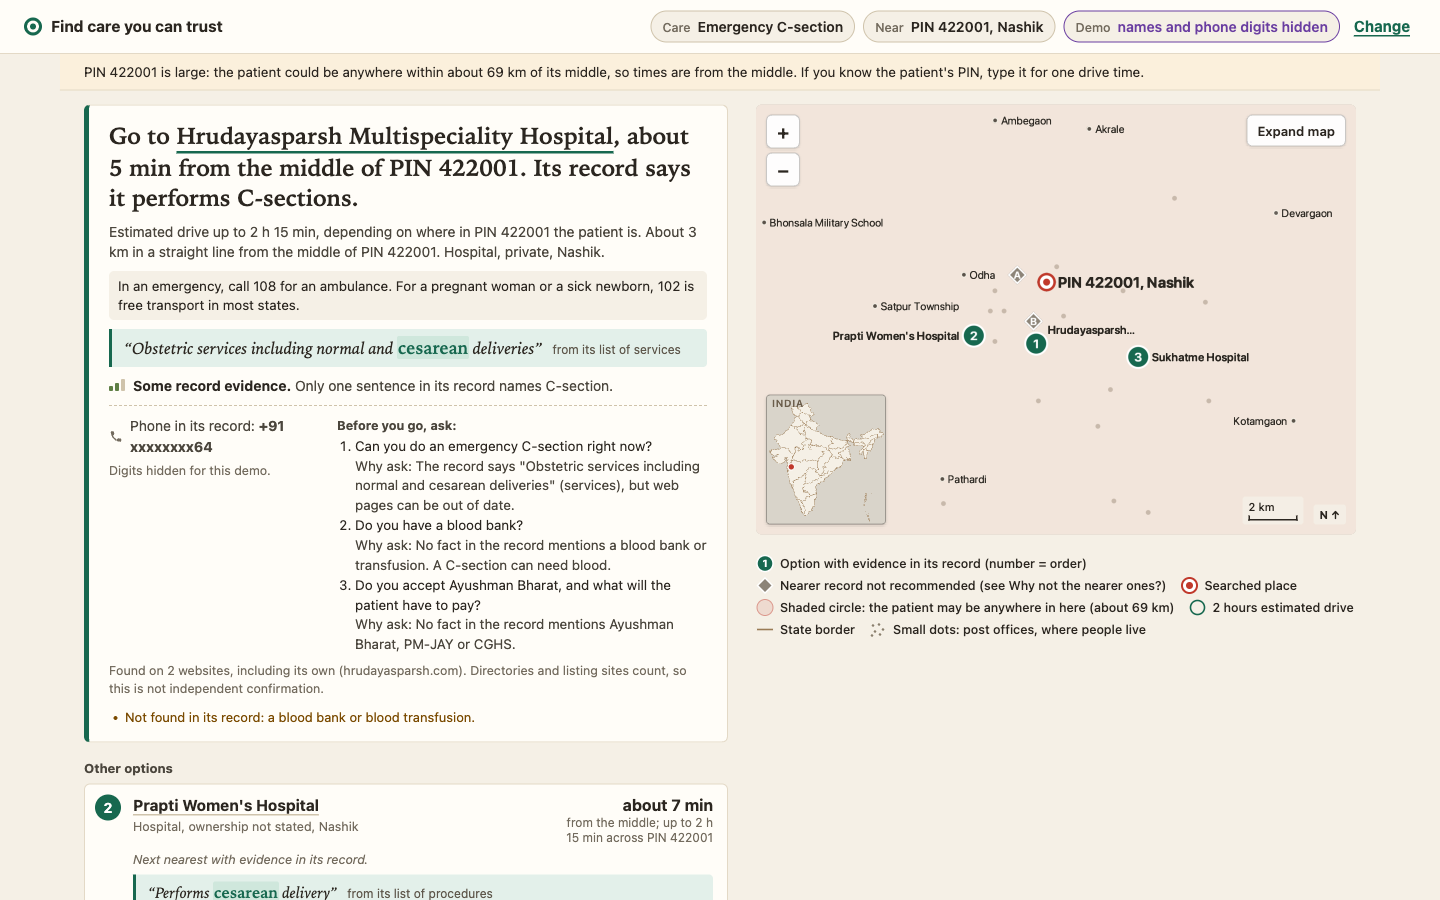 Find care you can trust
Care Emergency C-section
Near PIN 422001, Nashik
Demo names and phone digits hidden
Change
PIN 422001 is large: the patient could be anywhere within about 69 km of its middle, so times are from the middle. If you know the patient's PIN, type it for one drive time.
Go to Hrudayasparsh Multispeciality Hospital, about
5 min from the middle of PIN 422001. Its record says
it performs C-sections.
Estimated drive up to 2 h 15 min, depending on where in PIN 422001 the patient is. About 3
km in a straight line from the middle of PIN 422001. Hospital, private, Nashik.
In an emergency, call 108 for an ambulance. For a pregnant woman or a sick newborn, 102 is
free transport in most states.
“Obstetric services including normal and cesarean deliveries” from its list of services
Some record evidence. Only one sentence in its record names C-section.
Phone in its record: +91
xxxxxxxx64
Digits hidden for this demo.
Before you go, ask:
1. Can you do an emergency C-section right now?
Why ask: The record says "Obstetric services including
normal and cesarean deliveries" (services), but web
pages can be out of date.
2. Do you have a blood bank?
Why ask: No fact in the record mentions a blood bank or
transfusion. A C-section can need blood.
3. Do you accept Ayushman Bharat, and what will the
patient have to pay?
Why ask: No fact in the record mentions Ayushman
Bharat, PM-JAY or CGHS.
Found on 2 websites, including its own (hrudayasparsh.com). Directories and listing sites count, so
this is not independent confirmation.
• Not found in its record: a blood bank or blood transfusion.
Other options
2
Prapti Women's Hospital
about 7 min
Hospital, ownership not stated, Nashik
from the middle; up to 2 h
15 min across PIN 422001
Next nearest with evidence in its record.
“Performs cesarean delivery” from its list of procedures
+
−
Expand map
Ambegaon
Akrale
Bhonsala Military School
Devargaon
Odha
A
PIN 422001, Nashik
Satpur Township
B
Prapti Women's Hospital 2
Hrudayasparsh...
1
3 Sukhatme Hospital
INDIA
Kotamgaon
Pathardi
2 km
N ↑
1 Option with evidence in its record (number = order)
Nearer record not recommended (see Why not the nearer ones?)
Searched place
Shaded circle: the patient may be anywhere in here (about 69 km)
2 hours estimated drive
State border
Small dots: post offices, where people live